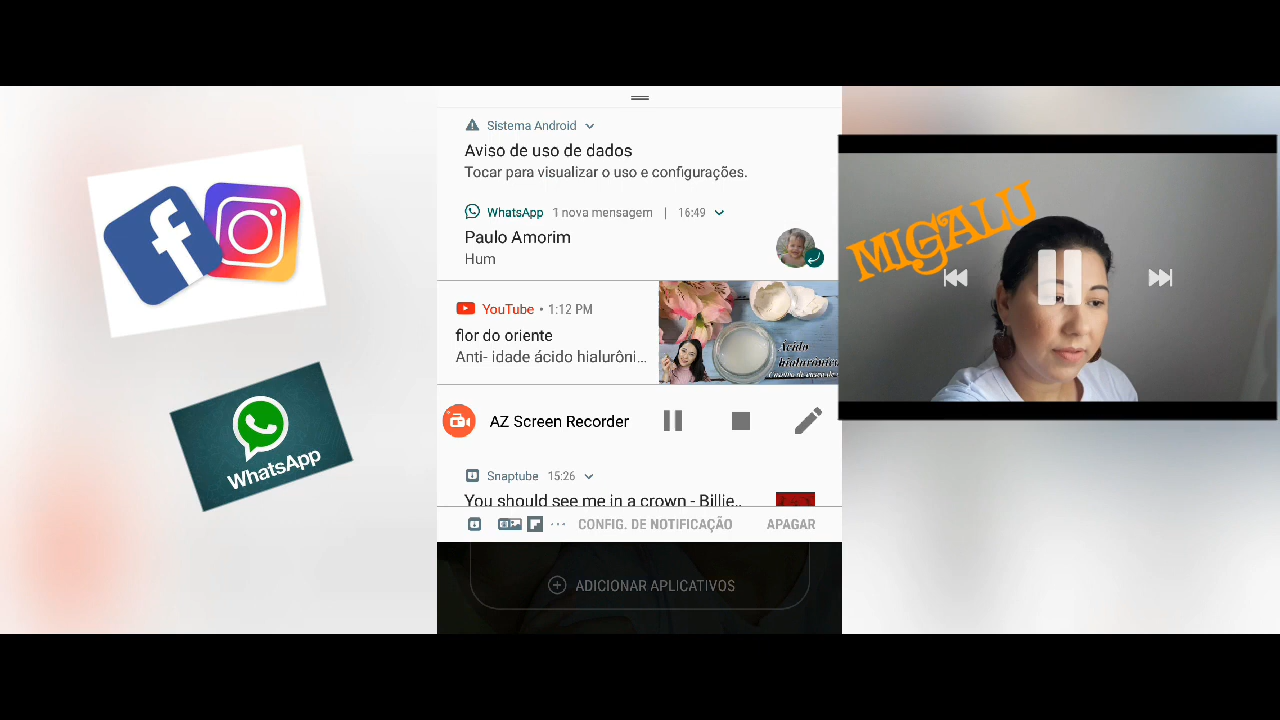 WhatsApp
Sistema Android
Aviso de uso de dados
Tocar para visualizar o uso e configurações.
WhatsApp 1 nova mensagem | 16:49
Paulo Amorim
Hum
YouTube • 1:12 PM
flor do oriente
Anti- idade ácido hialurôni...
Ácido
hialurônico
AZ Screen Recorder
Snaptube 15:26
You should see me in a crown - Billie..
... CONFIG. DE NOTIFICAÇÃO APAGAR
ADICIONAR APLICATIVOS
MIGALU